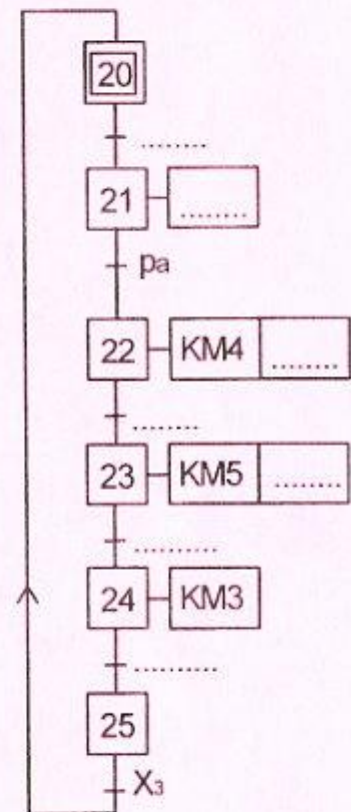 20
........
21 ........
pa
22 KM4 ........
........
23 KM5 ........
..........
24 KM3
..........
25
X₃